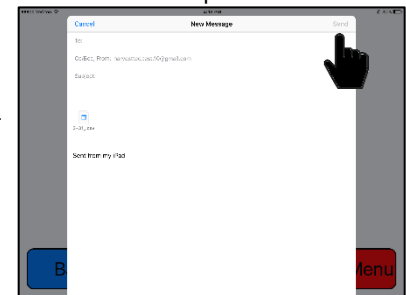 Cancel New Message Send
To:
Cc/Bcc, From:
Subject:
Sent from my iPad
B
Menu